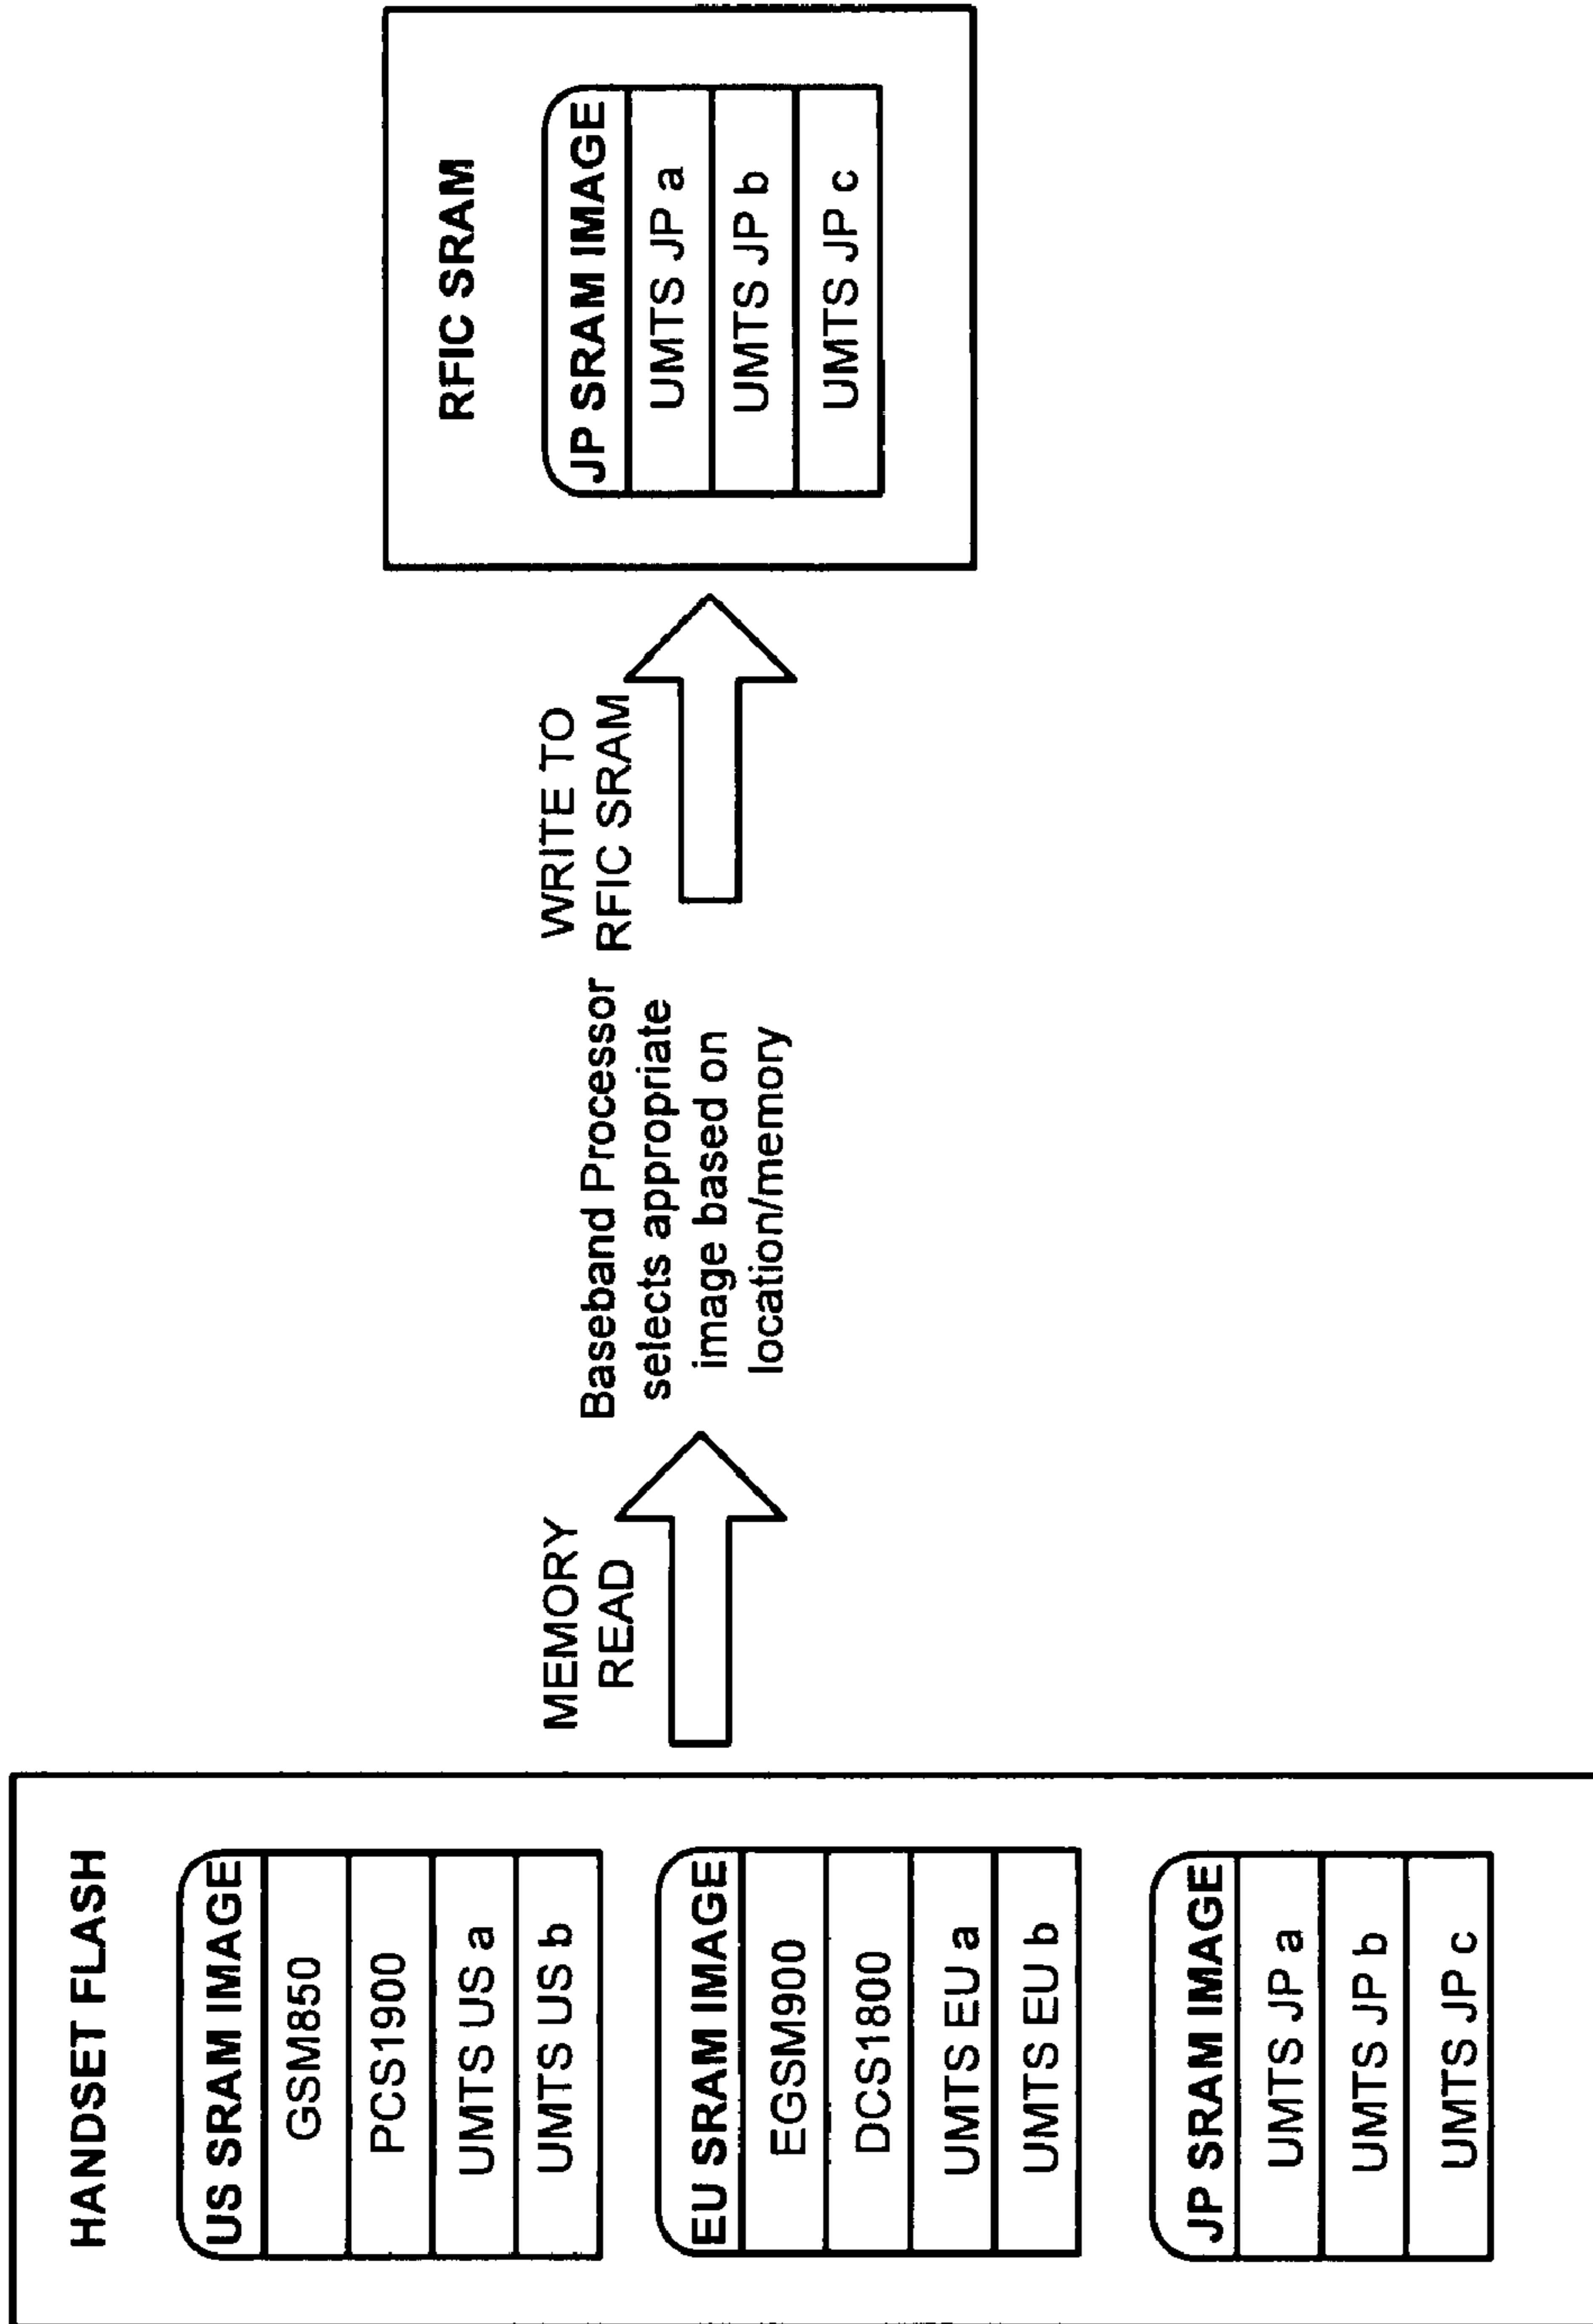 HANDSET FLASH
US SRAM IMAGE
GSM850
PCS1900
UMTS US a
UMTS US b
EU SRAM IMAGE
EGSM900
DCS1800
UMTS EU a
UMTS EU b
JP SRAM IMAGE
UMTS JP a
UMTS JP b
UMTS JP c
MEMORY
READ
Baseband Processor
selects appropriate
image based on
location/memory
WRITE TO
RFIC SRAM
RFIC SRAM
JP SRAM IMAGE
UMTS JP a
UMTS JP b
UMTS JP c